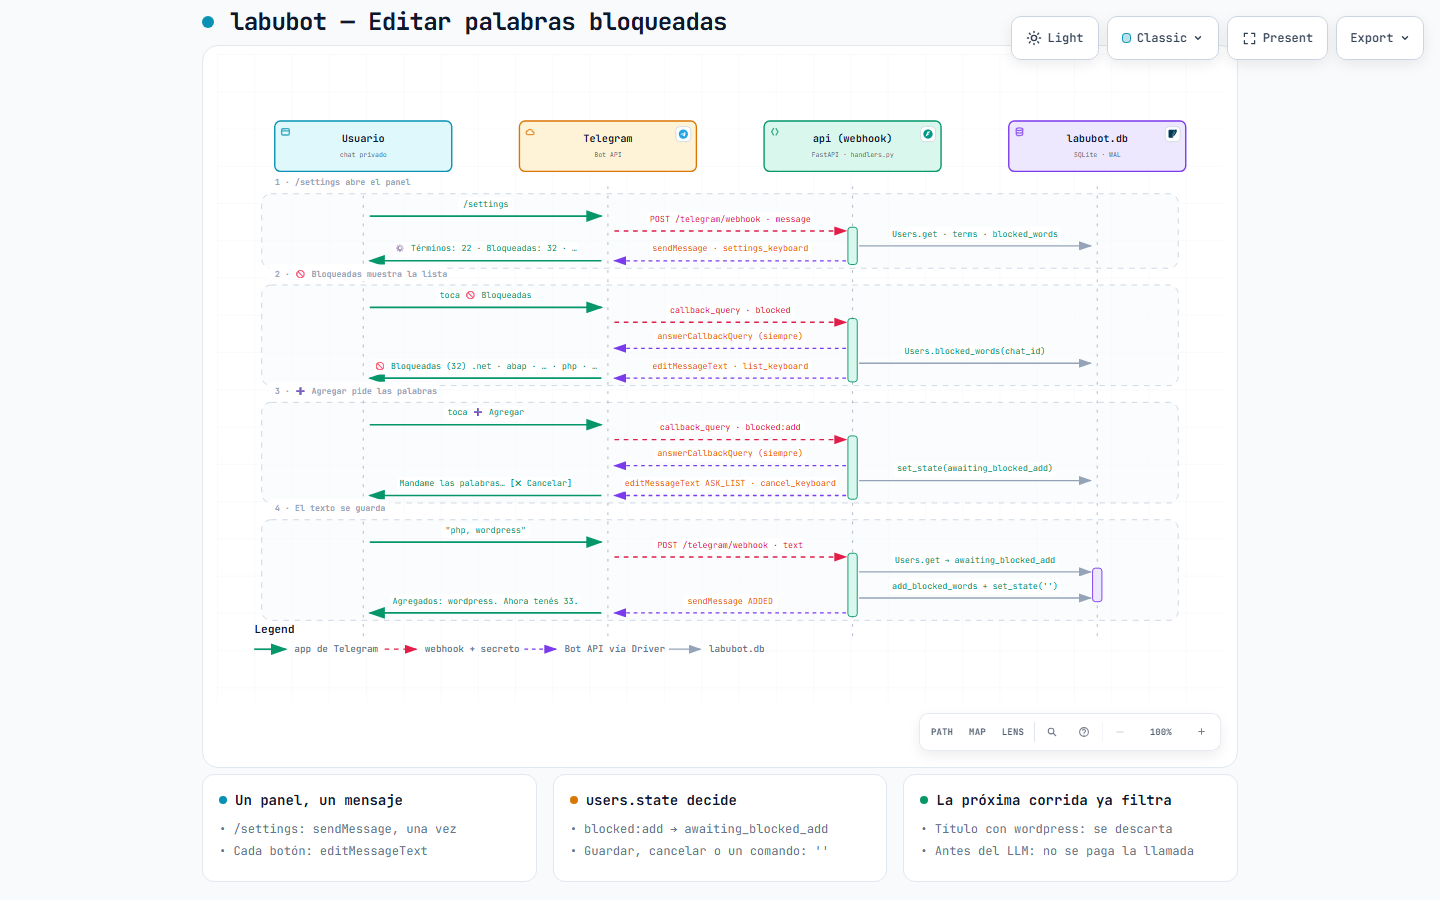 labubot — Editar palabras bloqueadas
Light
Classic
Present
Export
Usuario
chat privado
Telegram
Bot API
api (webhook)
FastAPI · handlers.py
labubot.db
SQLite · WAL
1 · /settings abre el panel
/settings
POST /telegram/webhook · message
Users.get · terms · blocked_words
sendMessage · settings_keyboard
⚙ Términos: 22 · Bloqueadas: 32 · …
2 · 🚫 Bloqueadas muestra la lista
toca 🚫 Bloqueadas
callback_query · blocked
answerCallbackQuery (siempre)
Users.blocked_words(chat_id)
editMessageText · list_keyboard
🚫 Bloqueadas (32) .net · abap · … · php · …
3 · ➕ Agregar pide las palabras
toca ➕ Agregar
callback_query · blocked:add
answerCallbackQuery (siempre)
set_state(awaiting_blocked_add)
editMessageText ASK_LIST · cancel_keyboard
Mandame las palabras… [✕ Cancelar]
4 · El texto se guarda
"php, wordpress"
POST /telegram/webhook · text
Users.get → awaiting_blocked_add
add_blocked_words + set_state('')
sendMessage ADDED
Agregados: wordpress. Ahora tenés 33.
Legend
app de Telegram
webhook + secreto
Bot API vía Driver
labubot.db
PATH
MAP
LENS
− 100% +
Un panel, un mensaje
• /settings: sendMessage, una vez
• Cada botón: editMessageText
users.state decide
• blocked:add → awaiting_blocked_add
• Guardar, cancelar o un comando: ''
La próxima corrida ya filtra
• Título con wordpress: se descarta
• Antes del LLM: no se paga la llamada